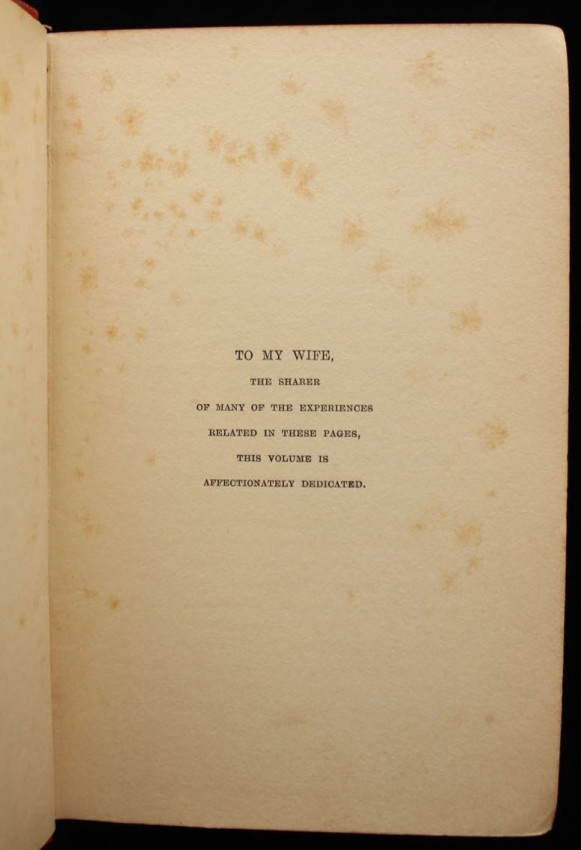 TO MY WIFE,
THE SHARER
OF MANY OF THE EXPERIENCES
RELATED IN THESE PAGES,
THIS VOLUME IS
AFFECTIONATELY DEDICATED.